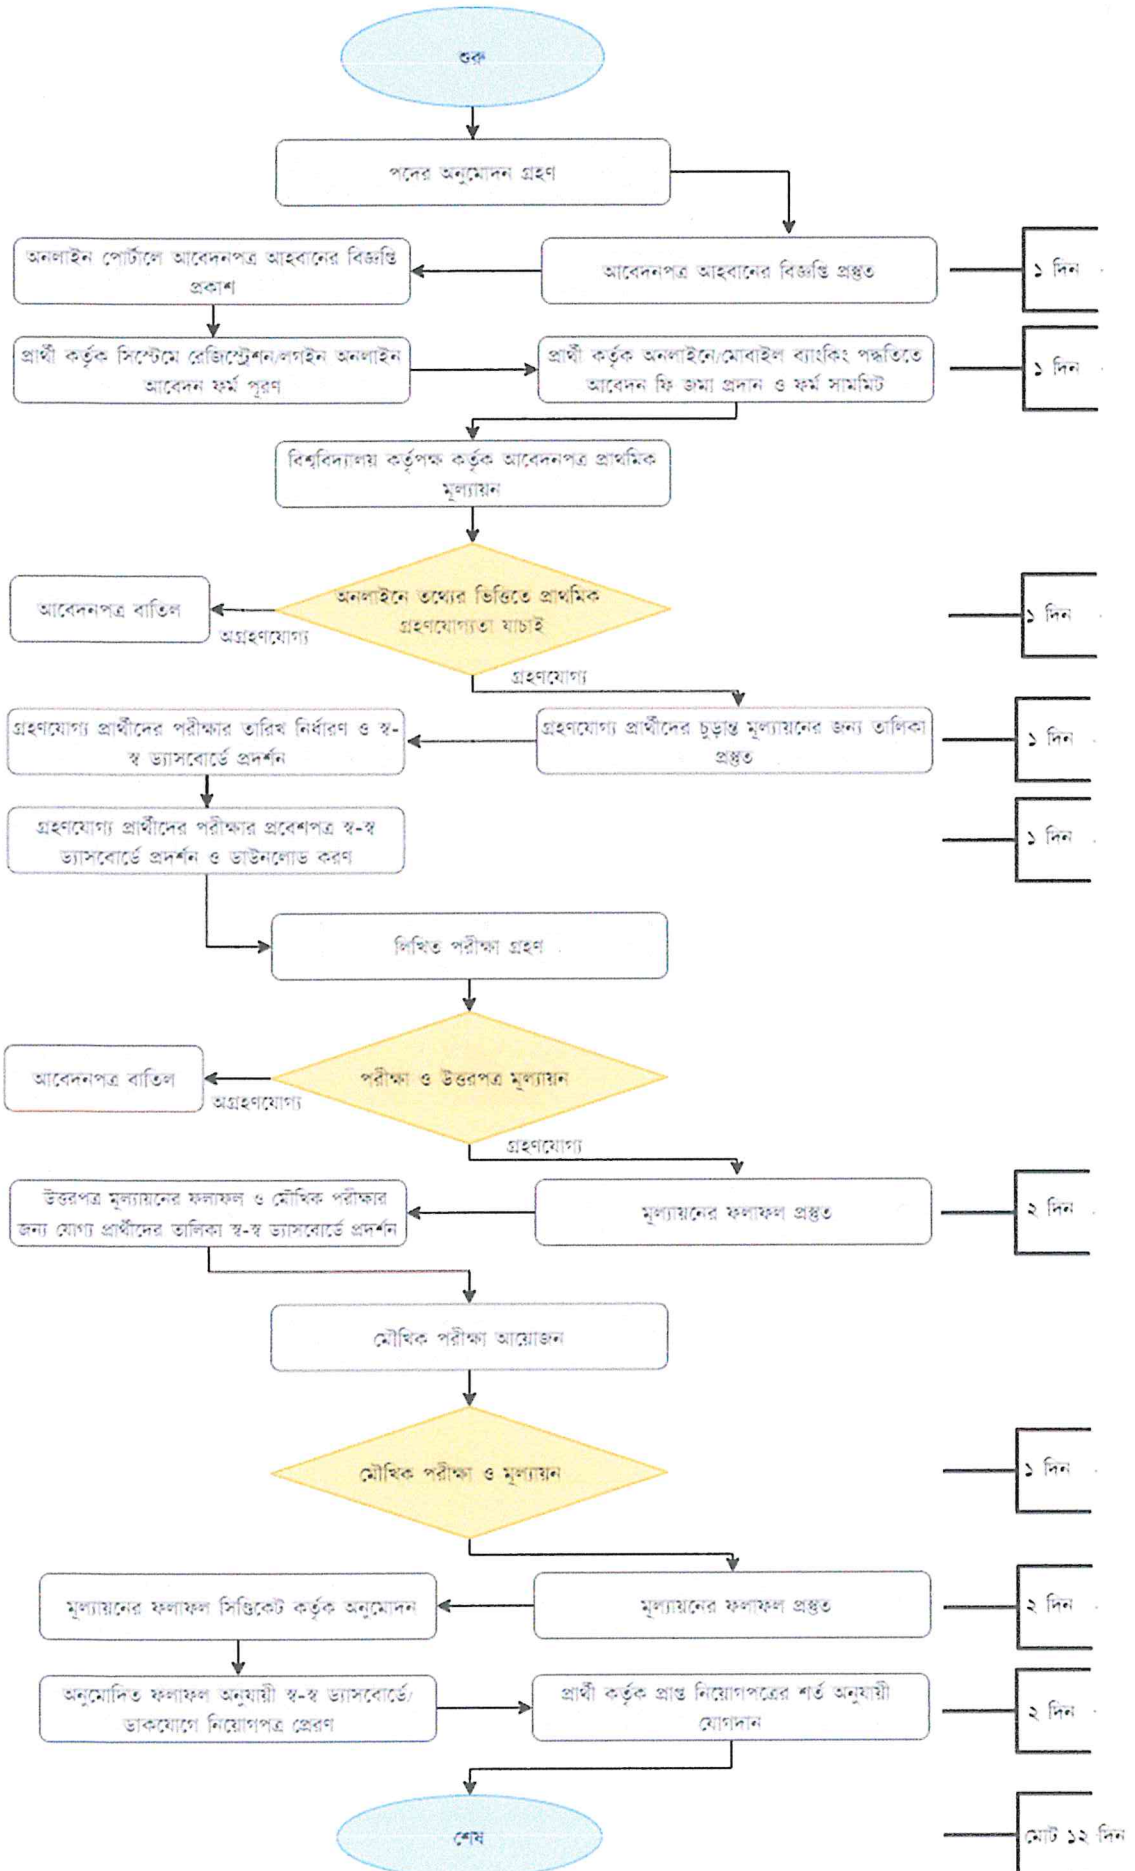 শুরু
পদের অনুমোদন গ্রহণ
আবেদনপত্র আহবানের বিজ্ঞপ্তি প্রস্তুত
১ দিন
অনলাইন পোর্টালে আবেদনপত্র আহবানের বিজ্ঞপ্তি
প্রকাশ
প্রার্থী কর্তৃক সিস্টেমে রেজিস্ট্রেশন/লগইন অনলাইন
আবেদন ফর্ম পূরণ
প্রার্থী কর্তৃক অনলাইনে/মোবাইল ব্যাংকিং পদ্ধতিতে
আবেদন ফি জমা প্রদান ও ফর্ম সামমিট
১ দিন
বিশ্ববিদ্যালয় কর্তৃপক্ষ কর্তৃক আবেদনপত্র প্রাথমিক
মূল্যায়ন
অনলাইনে তথ্যের ভিত্তিতে প্রাথমিক
গ্রহণযোগ্যতা যাচাই
১ দিন
আবেদনপত্র বাতিল
অগ্রহণযোগ্য
গ্রহণযোগ্য
গ্রহণযোগ্য প্রার্থীদের চুড়ান্ত মূল্যায়নের জন্য তালিকা
প্রস্তুত
১ দিন
গ্রহণযোগ্য প্রার্থীদের পরীক্ষার তারিখ নির্ধারণ ও স্ব-
স্ব ড্যাসবোর্ডে প্রদর্শন
গ্রহণযোগ্য প্রার্থীদের পরীক্ষার প্রবেশপত্র স্ব-স্ব
ড্যাসবোর্ডে প্রদর্শন ও ডাউনলোড করণ
১ দিন
লিখিত পরীক্ষা গ্রহণ
পরীক্ষা ও উত্তরপত্র মূল্যায়ন
আবেদনপত্র বাতিল
অগ্রহণযোগ্য
গ্রহণযোগ্য
মূল্যায়নের ফলাফল প্রস্তুত
২ দিন
উত্তরপত্র মূল্যায়নের ফলাফল ও মৌখিক পরীক্ষার
জন্য যোগ্য প্রার্থীদের তালিকা স্ব-স্ব ড্যাসবোর্ডে প্রদর্শন
মৌখিক পরীক্ষা আয়োজন
মৌখিক পরীক্ষা ও মূল্যায়ন
১ দিন
মূল্যায়নের ফলাফল প্রস্তুত
২ দিন
মূল্যায়নের ফলাফল সিণ্ডিকেট কর্তৃক অনুমোদন
অনুমোদিত ফলাফল অনুযায়ী স্ব-স্ব ড্যাসবোর্ডে/
ডাকযোগে নিয়োগপত্র প্রেরণ
প্রার্থী কর্তৃক প্রাপ্ত নিয়োগপত্রের শর্ত অনুযায়ী
যোগদান
২ দিন
শেষ
মোট ১২ দিন